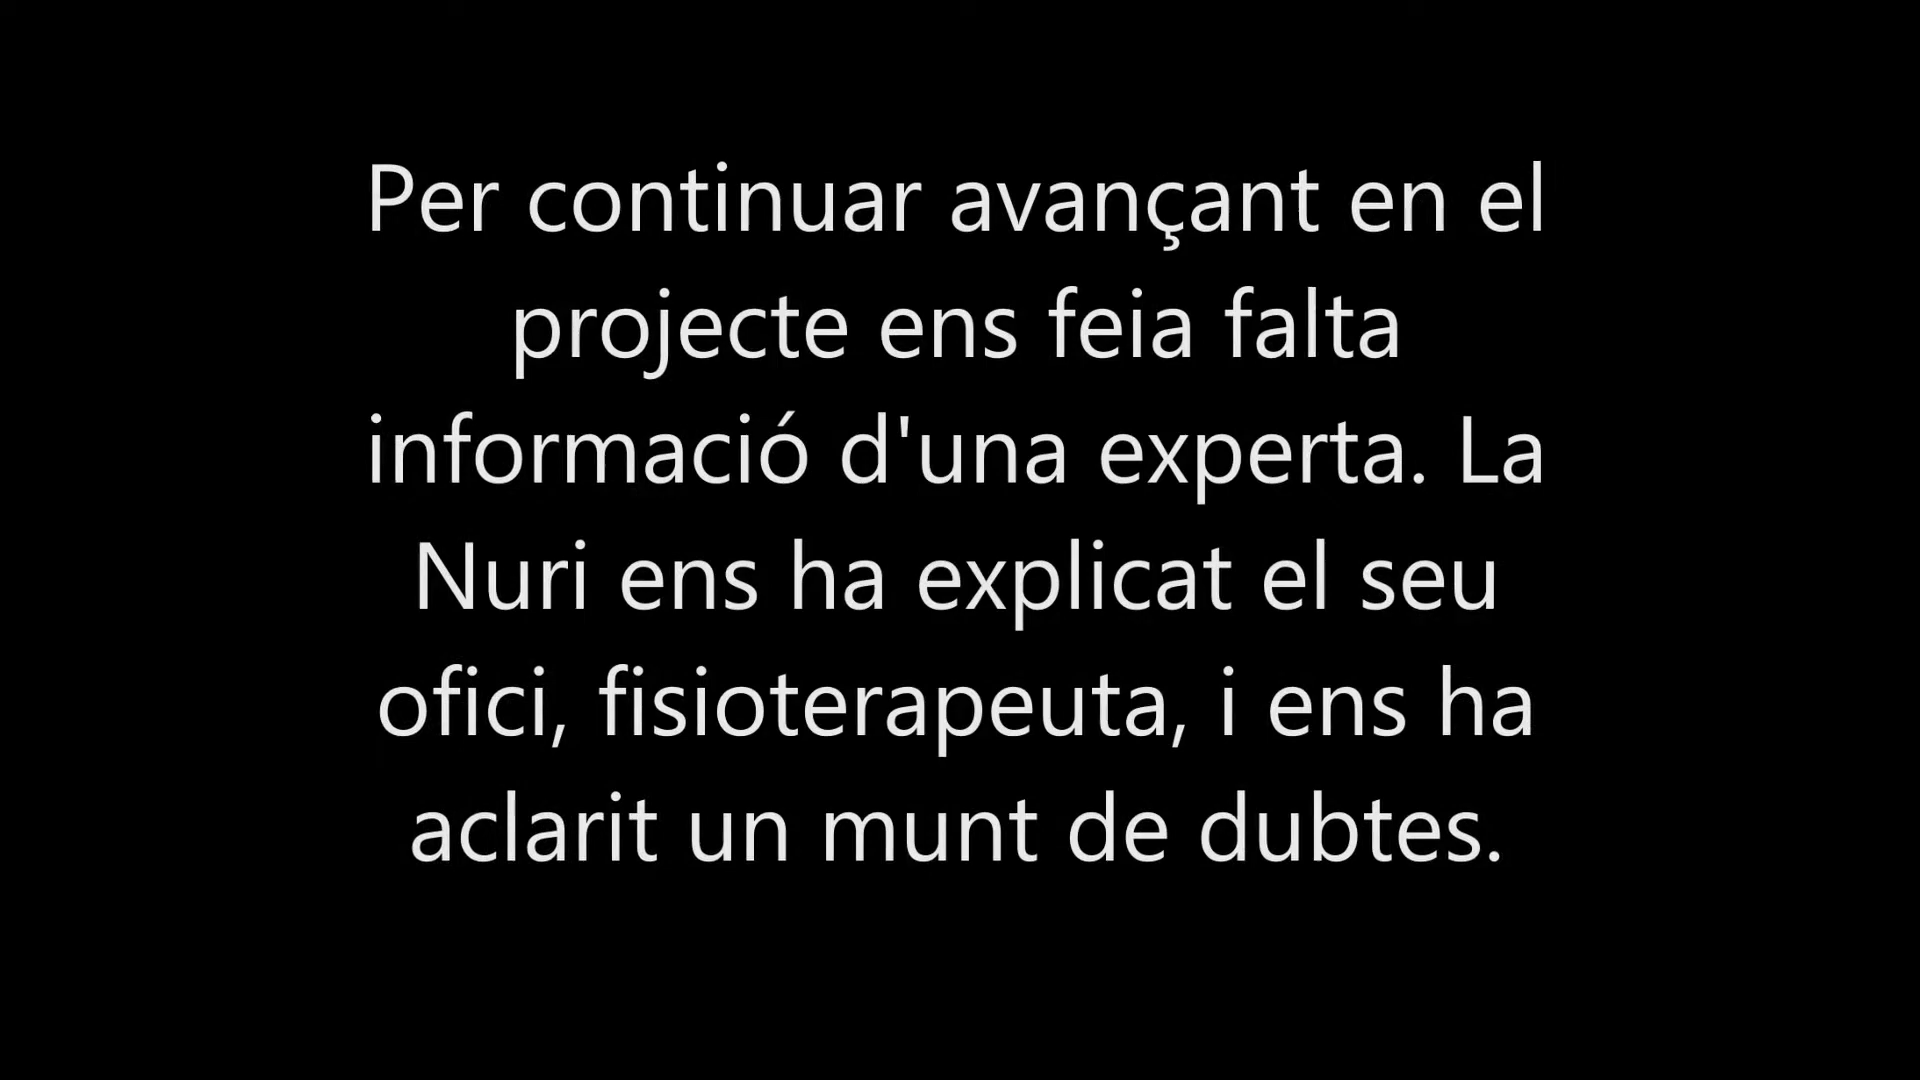 Per continuar avançant en el
projecte ens feia falta
informació d'una experta. La
Nuri ens ha explicat el seu
ofici, fisioterapeuta, i ens ha
aclarit un munt de dubtes.